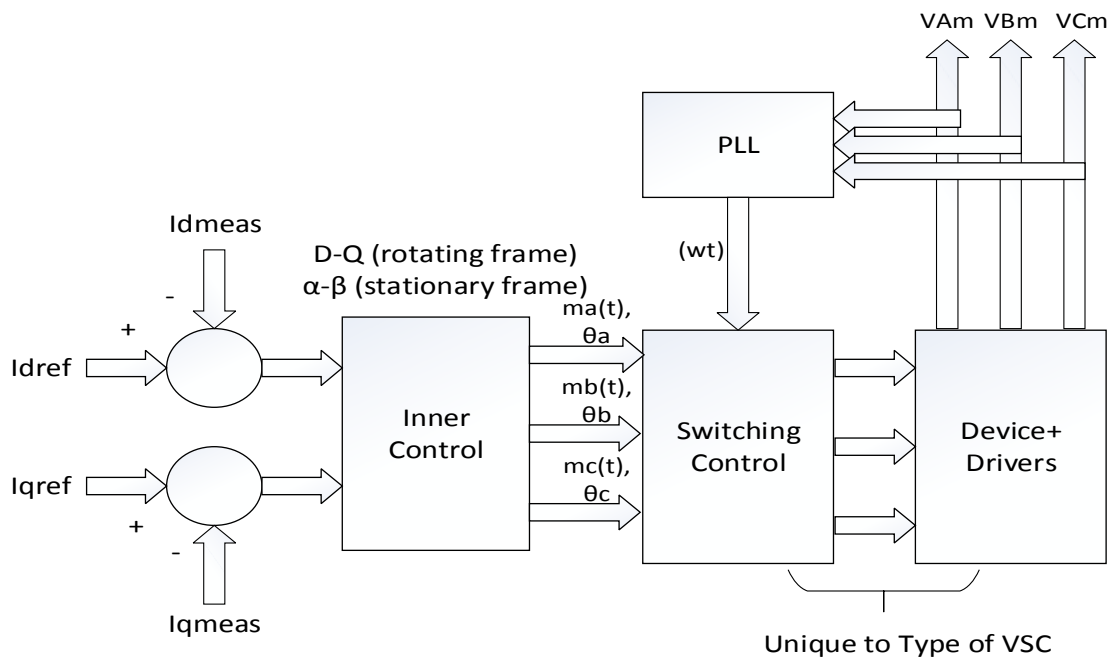 VAm VBm VCm
PLL
Idmeas
D-Q (rotating frame)
α-β (stationary frame)
(wt)
-
+
ma(t),
θa
Idref
mb(t),
θb
Inner
Control
Switching
Control
Device+
Drivers
mc(t),
θc
Iqref
+
-
Iqmeas
Unique to Type of VSC